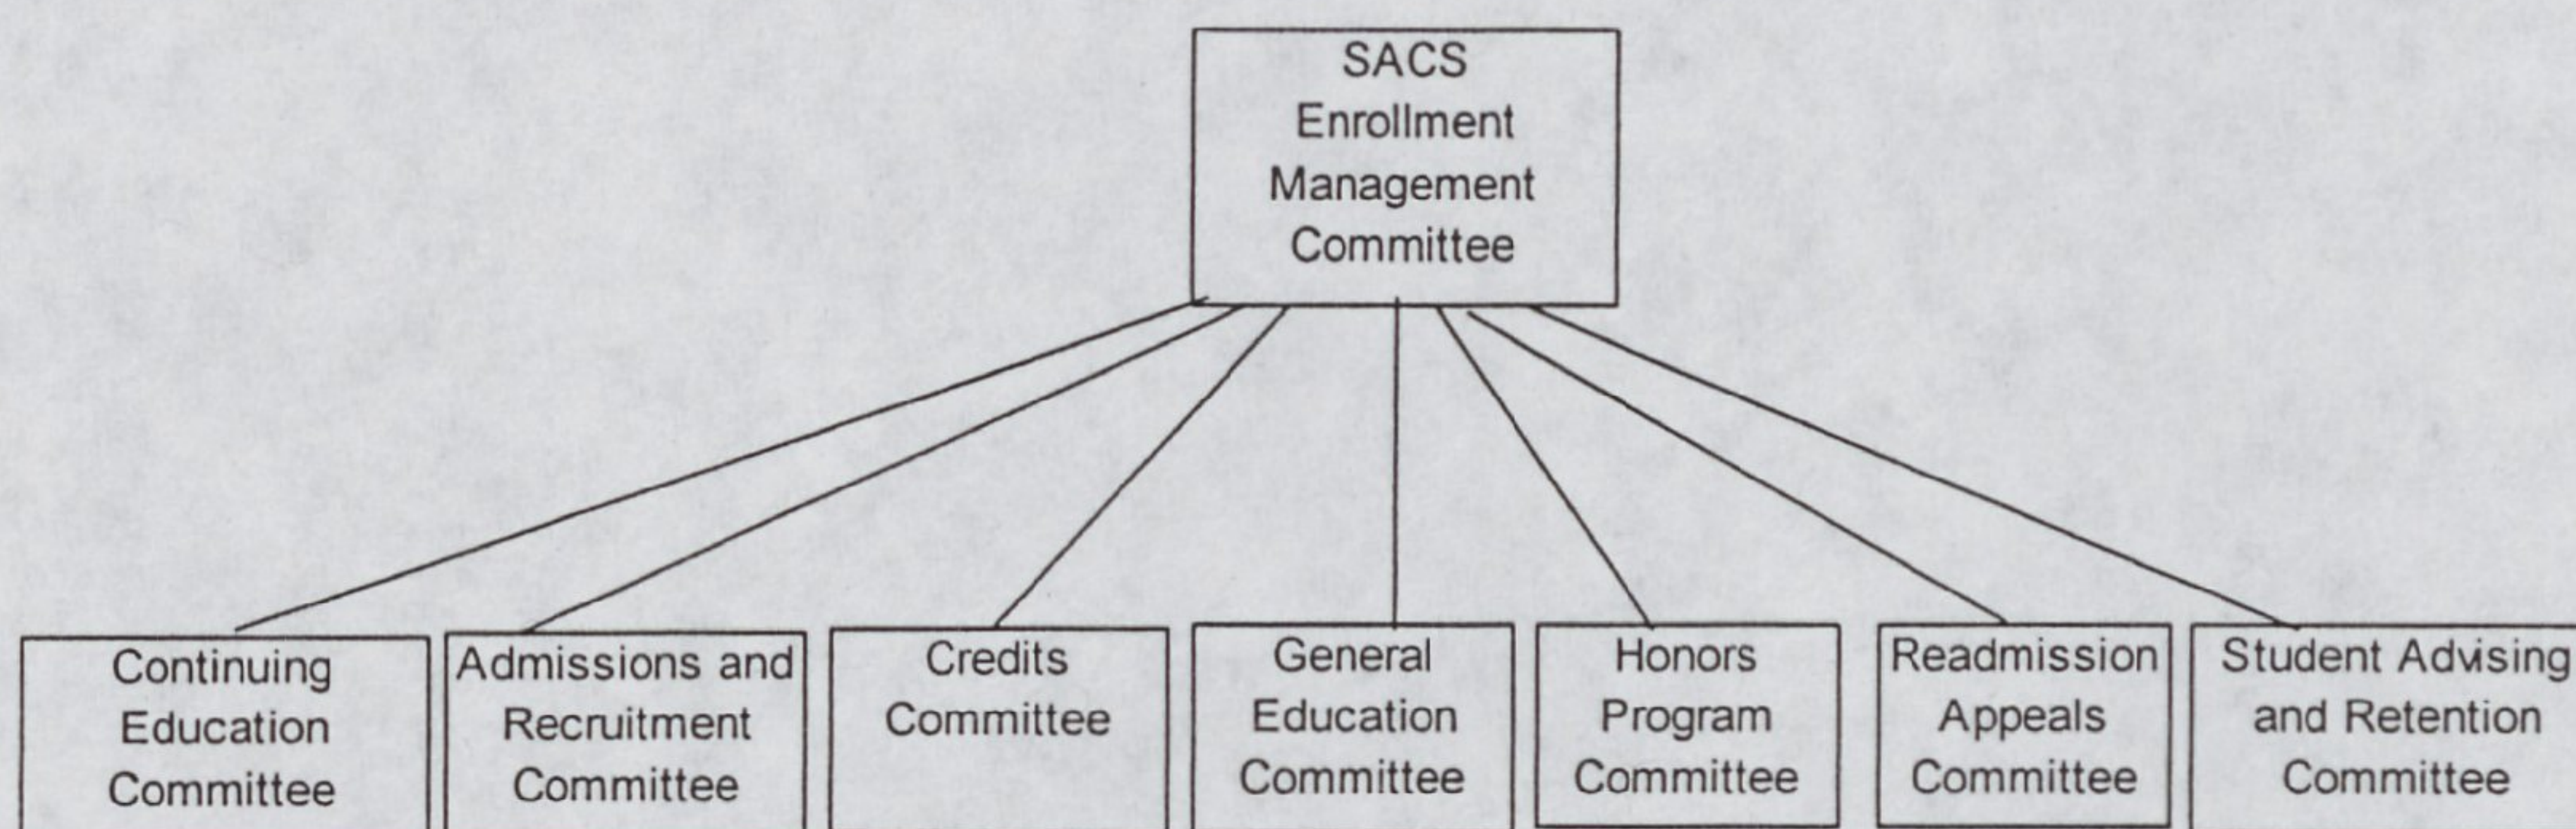 SACS
Enrollment
Management
Committee
Continuing
Education
Committee
Admissions and
Recruitment
Committee
Credits
Committee
General
Education
Committee
Honors
Program
Committee
Readmission
Appeals
Committee
Student Advising
and Retention
Committee